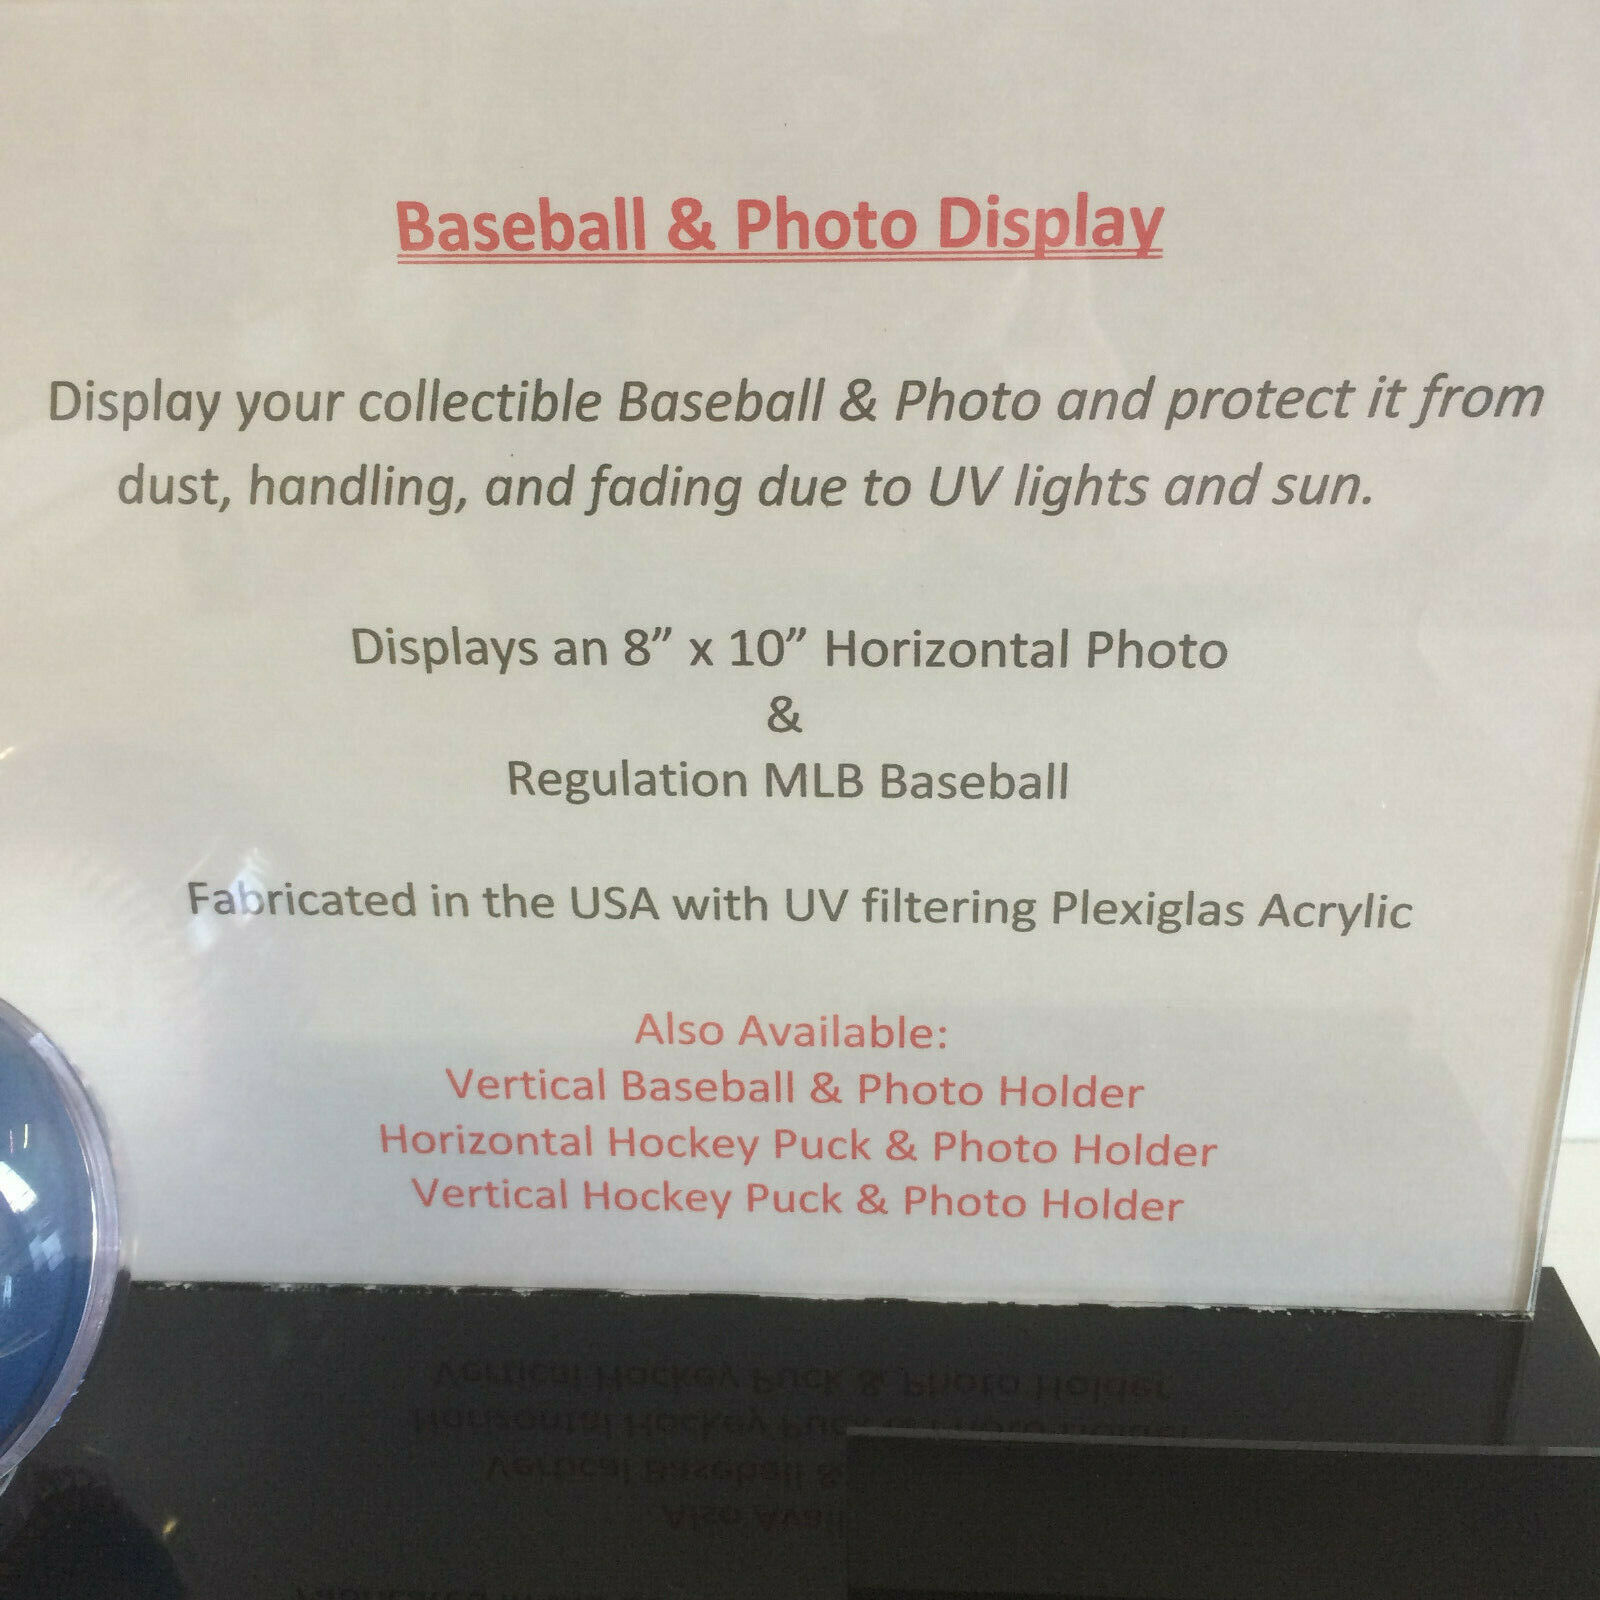 Baseball & Photo Display
Display your collectible Baseball & Photo and protect it from
dust, handling, and fading due to UV lights and sun.
Displays an 8” x 10” Horizontal Photo
&
Regulation MLB Baseball
Fabricated in the USA with UV filtering Plexiglas Acrylic
Also Available:
Vertical Baseball & Photo Holder
Horizontal Hockey Puck & Photo Holder
Vertical Hockey Puck & Photo Holder